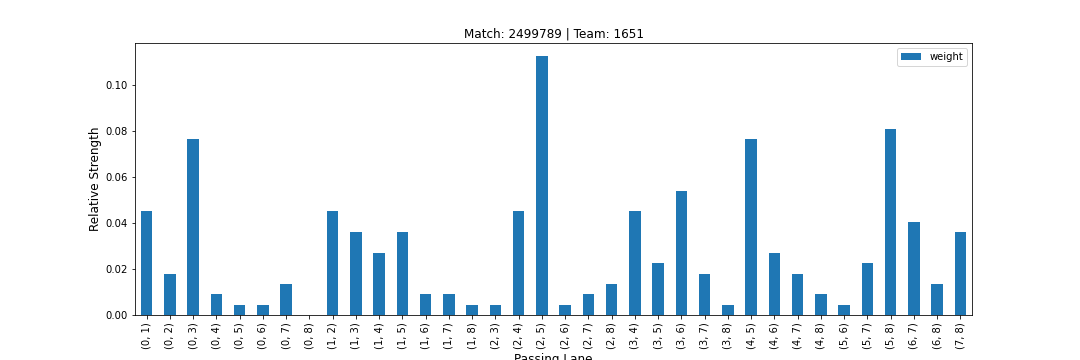 Match: 2499789 | Team: 1651
weight
Relative Strength
0.10
0.08
0.06
0.04
0.02
0.00
(0, 1) (0, 2) (0, 3) (0, 4) (0, 5) (0, 6) (0, 7) (0, 8) (1, 2) (1, 3) (1, 4) (1, 5) (1, 6) (1, 7) (1, 8) (2, 3) (2, 4) (2, 5) (2, 6) (2, 7) (2, 8) (3, 4) (3, 5) (3, 6) (3, 7) (3, 8) (4, 5) (4, 6) (4, 7) (4, 8) (5, 6) (5, 7) (5, 8) (6, 7) (6, 8) (7, 8)
Passing Lane